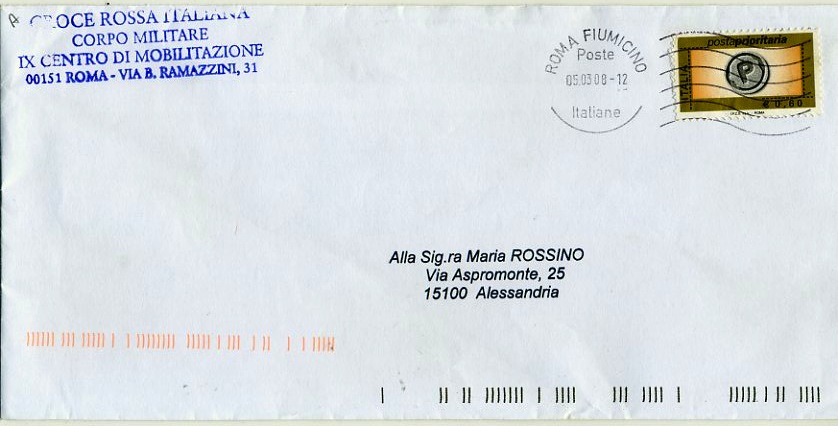 CROCE ROSSA ITALIANA
CORPO MILITARE
IX CENTRO DI MOBILITAZIONE
00151 ROMA - VIA B. RAMAZZINI, 31
ROMA FIUMICINO
Poste
05.03.08-12
Italiane
postaprioritaria
ITALIA
P
€ 0,60
Alla Sig.ra Maria ROSSINO
Via Aspromonte, 25
15100 Alessandria